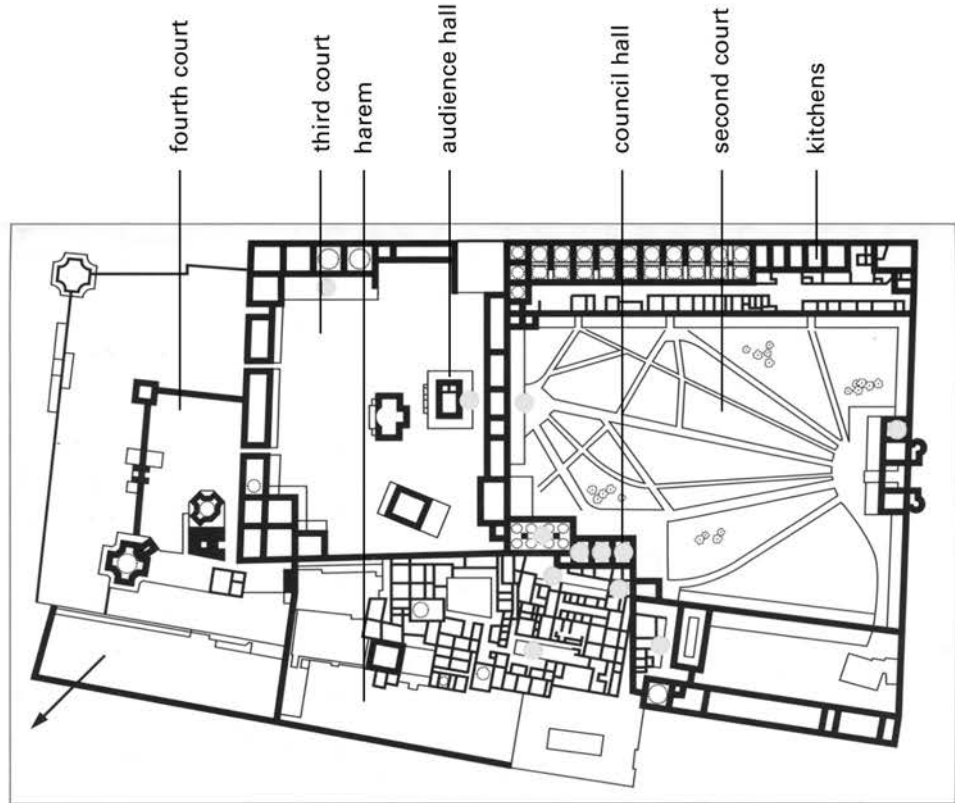 fourth court
third court
harem
audience hall
council hall
second court
kitchens